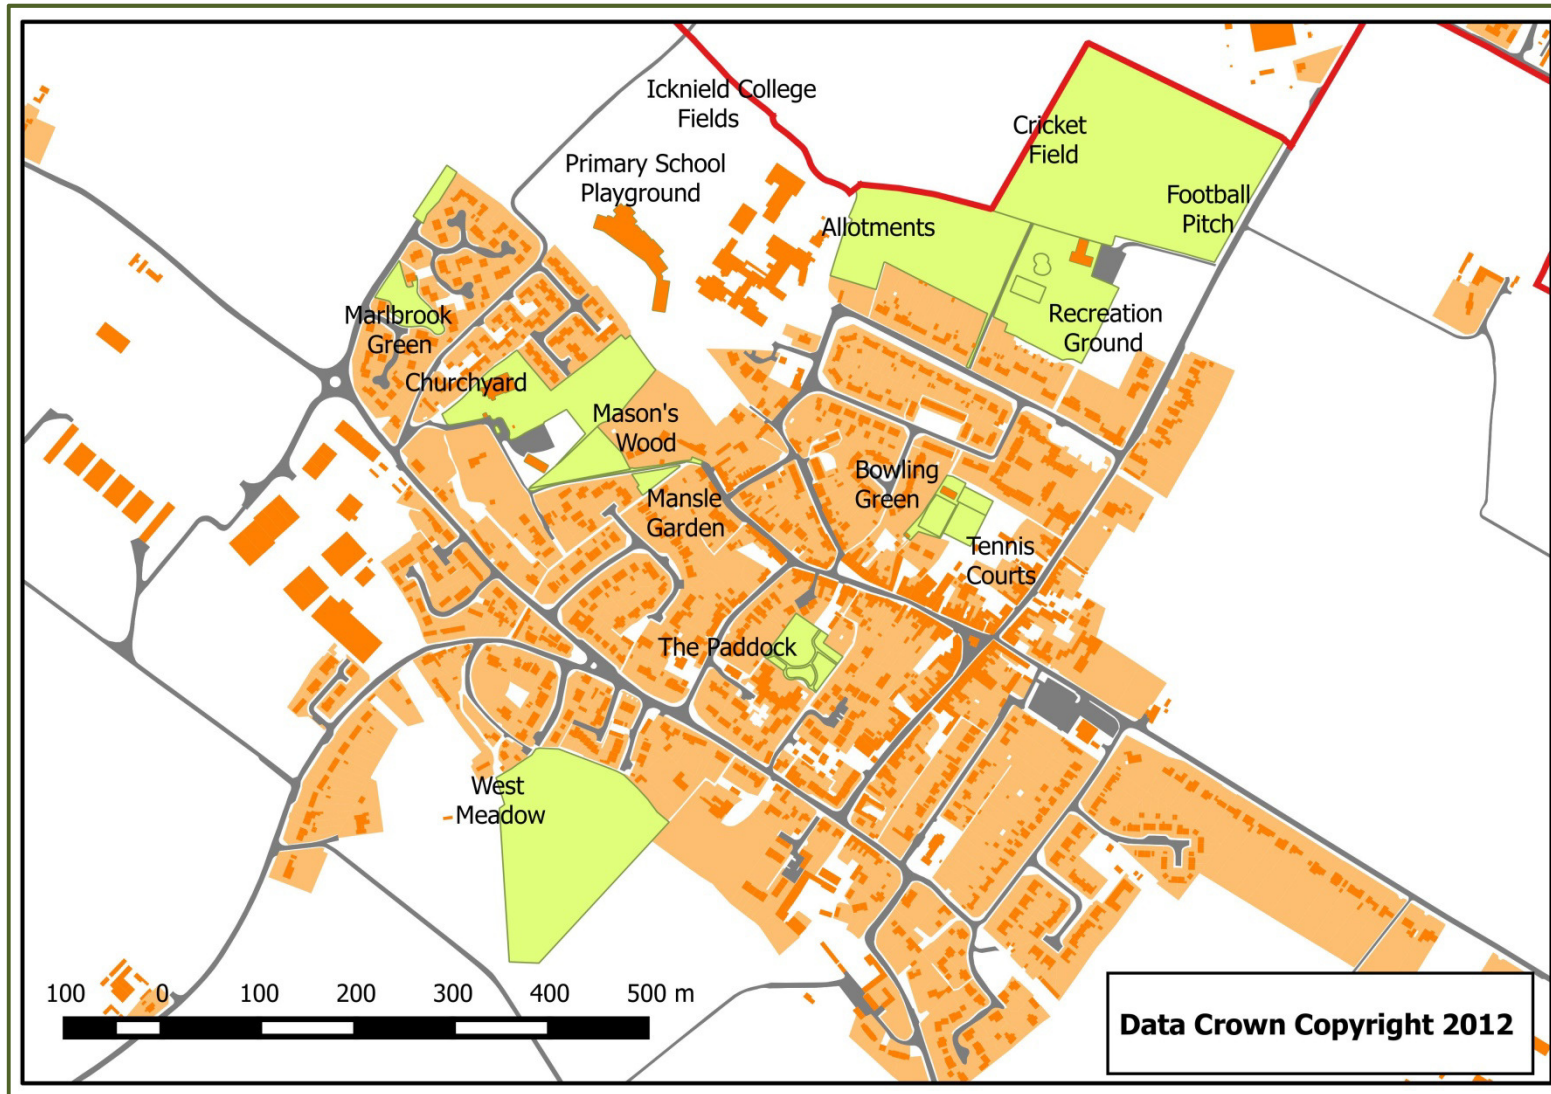 Icknield College
Fields
Cricket
Field
Primary School
Playground
Football
Pitch
Allotments
Marlbrook
Green
Recreation
Ground
Churchyard
Mason's
Wood
Bowling
Green
Mansle
Garden
Tennis
Courts
The Paddock
West
Meadow
100 0 100 200 300 400 500 m
Data Crown Copyright 2012